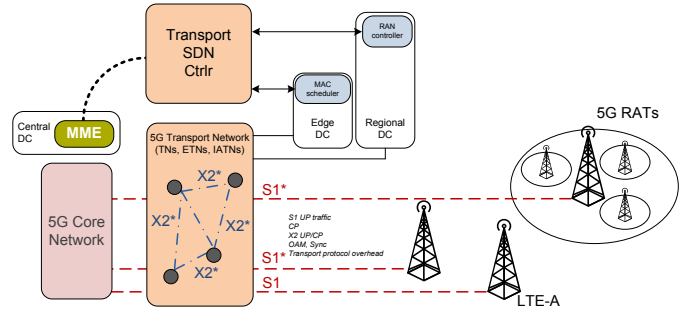 Transport
SDN
Ctrlr
RAN
controller
MAC
scheduler
Edge
DC
Regional
DC
Central
DC
MME
5G Transport Network
(TNs, ETNs, IATNs)
5G RATs
X2*
X2*
X2*
X2*
5G Core
Network
S1*
S1 UP traffic
CP
X2 UP/CP
OAM, Sync
Transport protocol overhead
S1*
S1
LTE-A